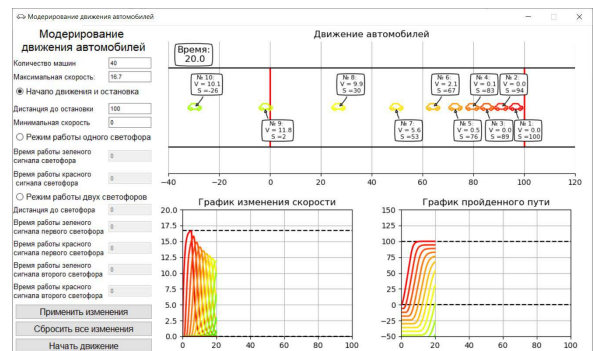 Модерирование движения автомобилей
Модерирование
движения автомобилей
Количество машин 40
Максимальная скорость: 16.7
Начало движения и остановка
Дистанция до остановки 100
Минимальная скорость 0
Режим работы одного светофора
Время работы зеленого
сигнала светофора 0
Время работы красного
сигнала светофора 0
Режим работы двух светофоров
Дистанция до светофора 0
Время работы зеленого
сигнала первого светофора 0
Время работы красного
сигнала первого светофора 0
Время работы зеленого
сигнала второго светофора 0
Время работы красного
сигнала второго светофора 0
Применить изменения
Сбросить все изменения
Начать движение
Движение автомобилей
Время:
20.0
№ 10:
V = 10.1
S =-26
№ 9:
V = 11.8
S =2
№ 8:
V = 9.9
S =30
№ 7:
V = 5.6
S =53
№ 6:
V = 2.1
S =67
№ 5:
V = 0.5
S =76
№ 4:
V = 0.1
S =83
№ 3:
V = 0.0
S =89
№ 2:
V = 0.0
S =94
№ 1:
V = 0.0
S =100
−40 −20 0 20 40 60 80 100 120
График изменения скорости
20.0
17.5
15.0
12.5
10.0
7.5
5.0
2.5
0.0
0 20 40 60 80 100
График пройденного пути
150
125
100
75
50
25
0
−25
−50
0 20 40 60 80 100